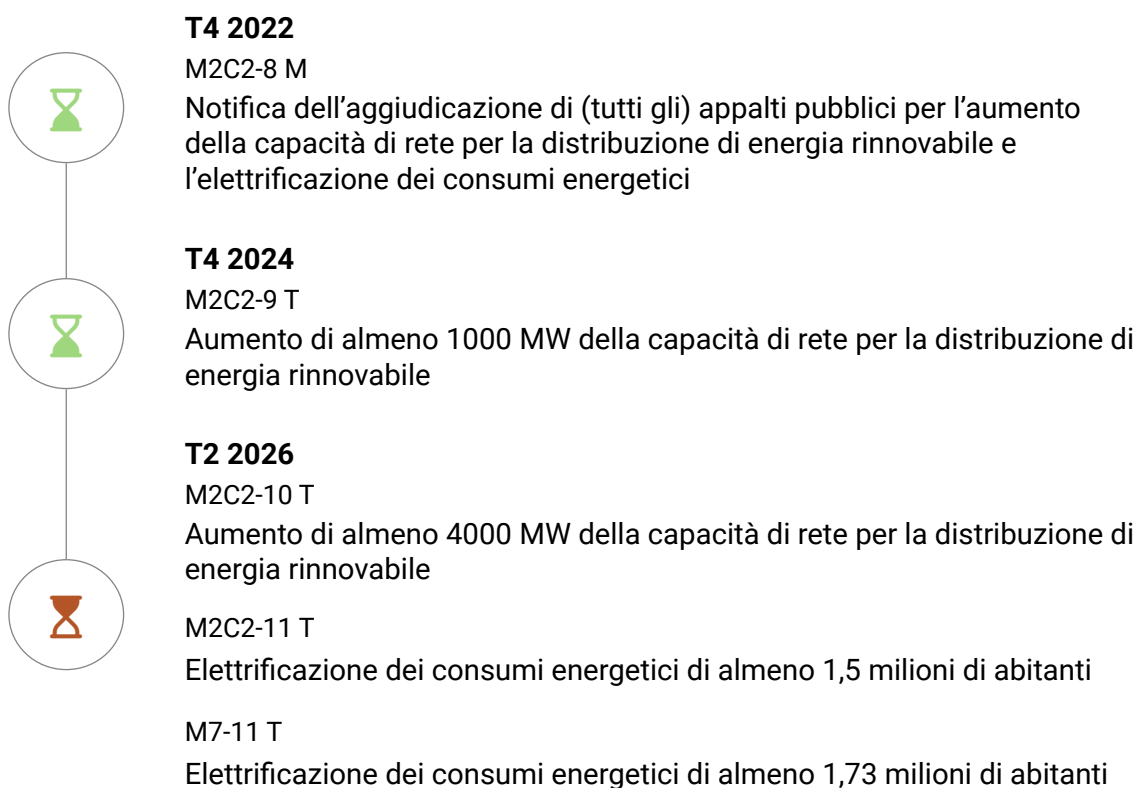 T4 2022
M2C2-8 M
Notifica dell’aggiudicazione di (tutti gli) appalti pubblici per l’aumento
della capacità di rete per la distribuzione di energia rinnovabile e
l’elettrificazione dei consumi energetici
T4 2024
M2C2-9 T
Aumento di almeno 1000 MW della capacità di rete per la distribuzione di
energia rinnovabile
T2 2026
M2C2-10 T
Aumento di almeno 4000 MW della capacità di rete per la distribuzione di
energia rinnovabile
M2C2-11 T
Elettrificazione dei consumi energetici di almeno 1,5 milioni di abitanti
M7-11 T
Elettrificazione dei consumi energetici di almeno 1,73 milioni di abitanti